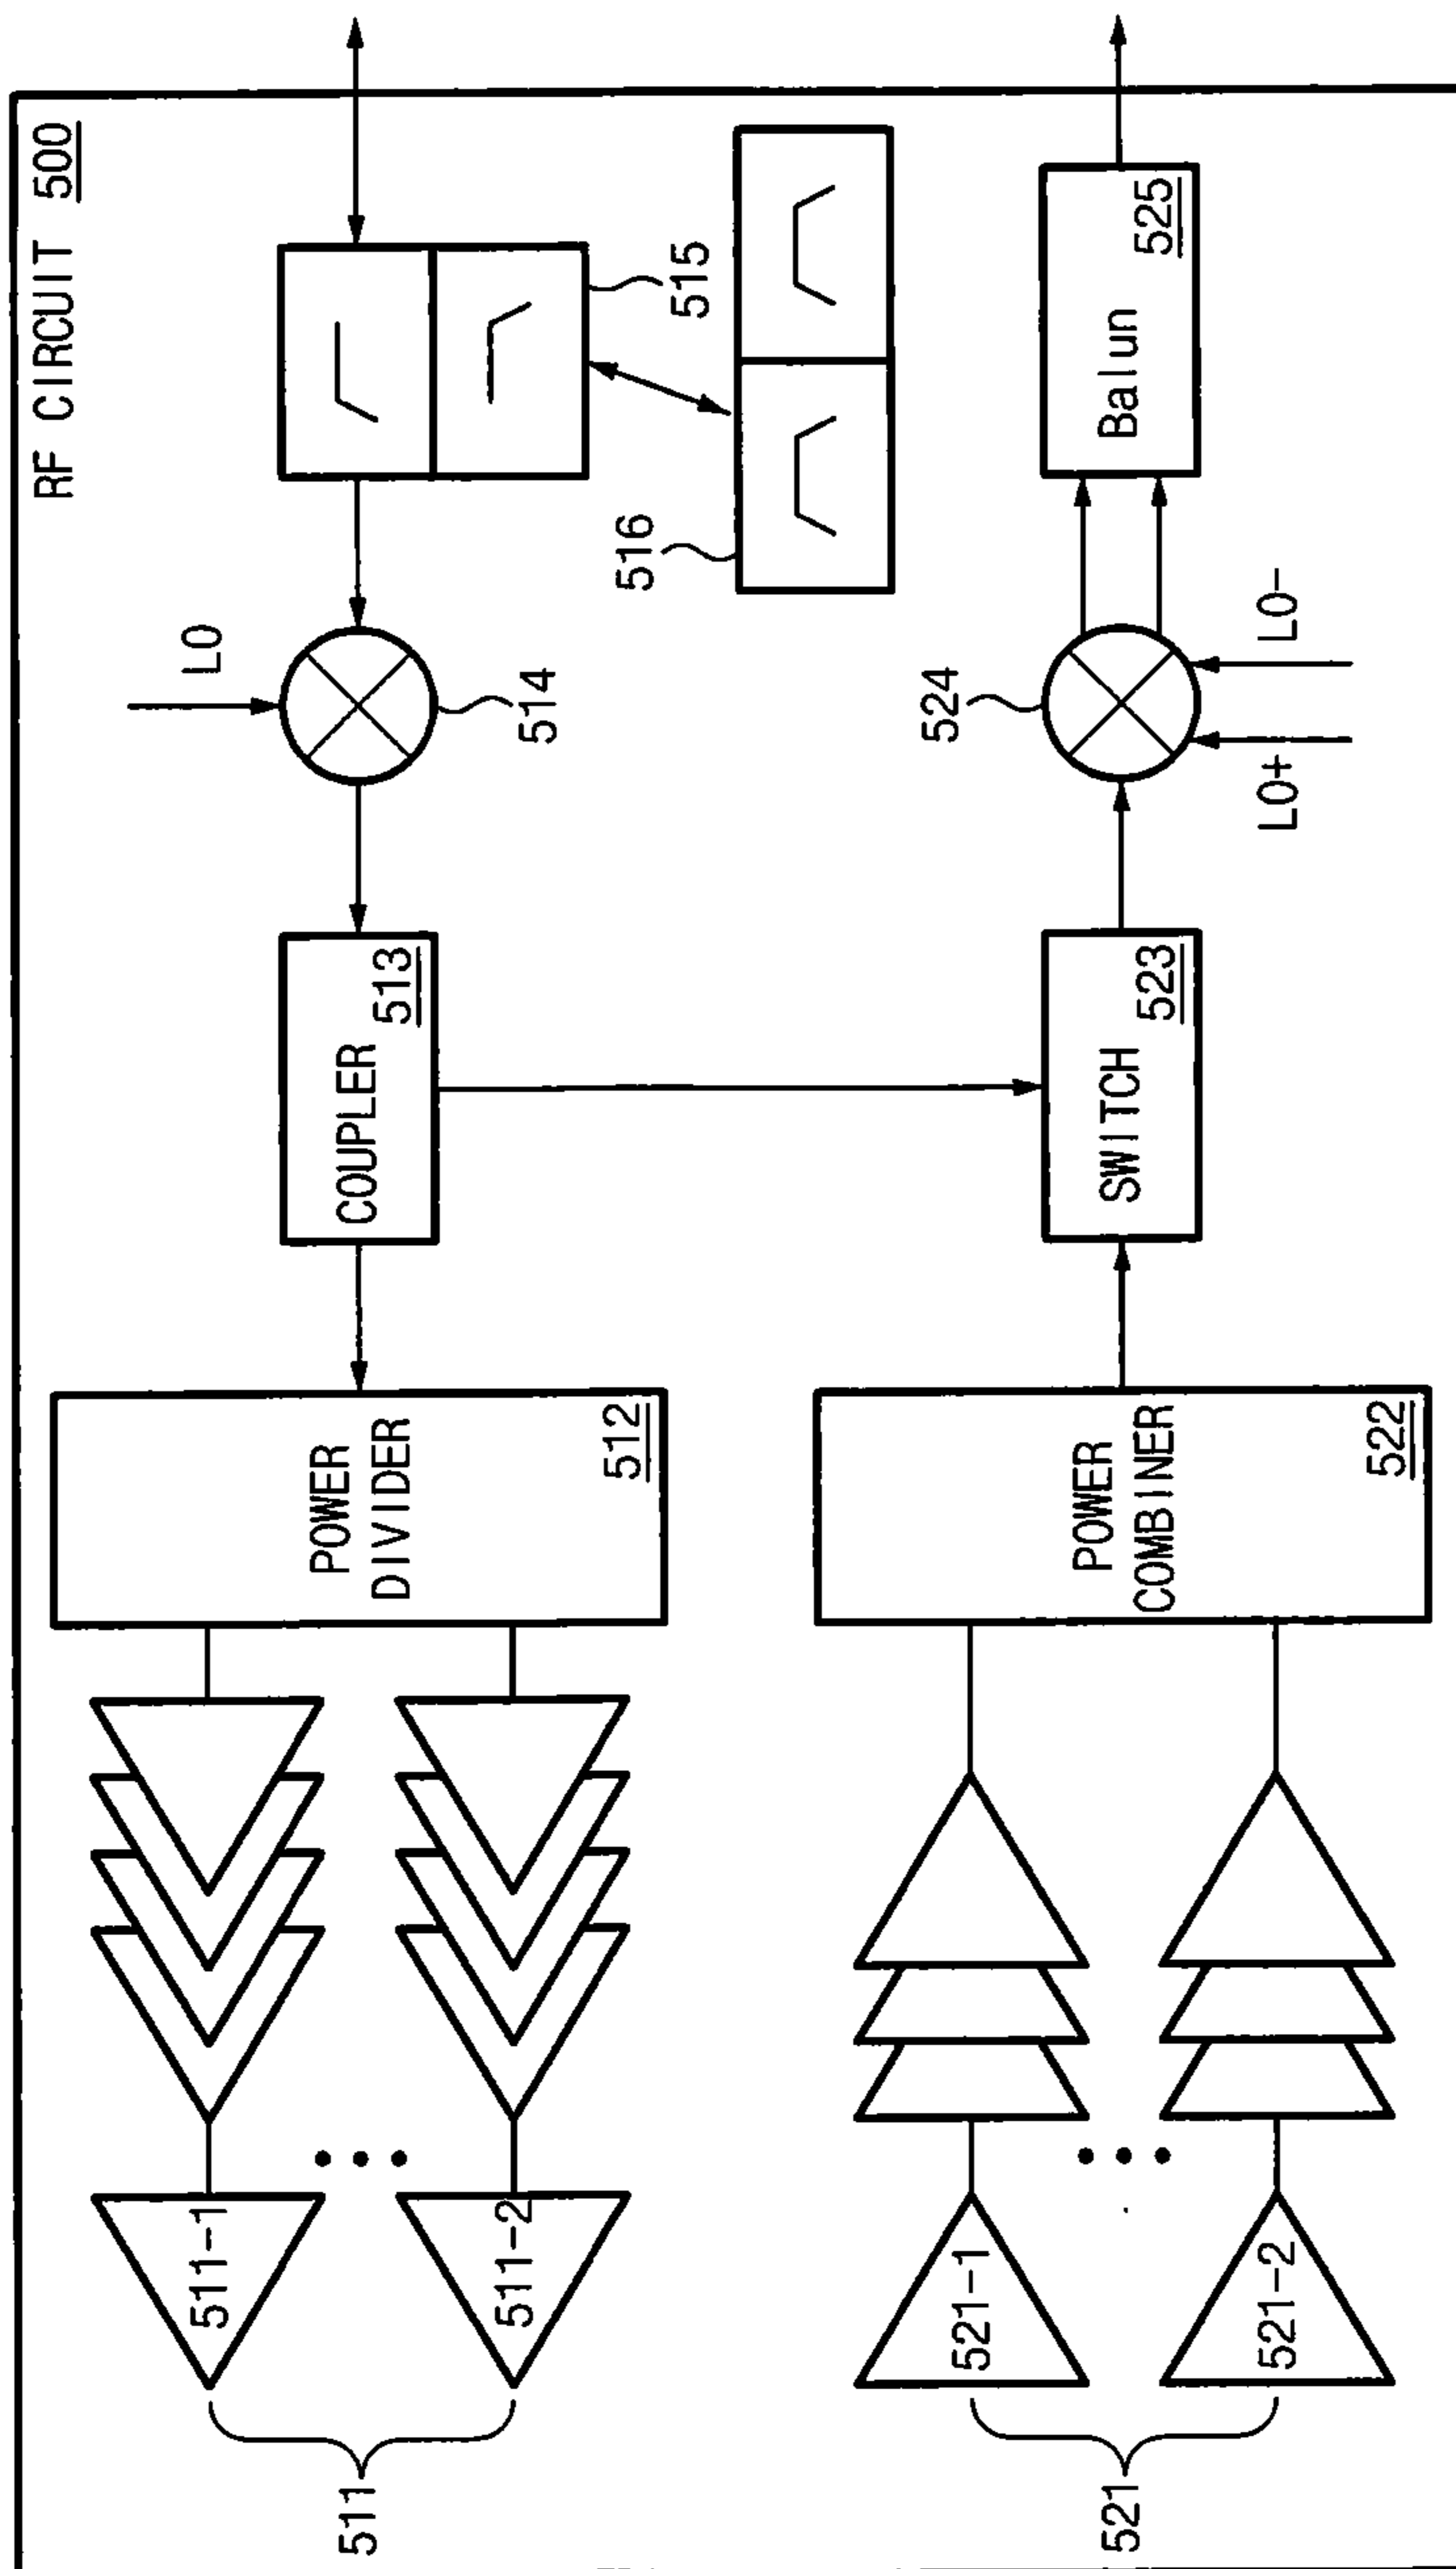 RF CIRCUIT 500
511
511-1
511-2
POWER
DIVIDER
512
COUPLER
513
LO
514
515
516
521
521-1
521-2
POWER
COMBINER
522
SWITCH
523
524
LO+
LO-
Balun
525